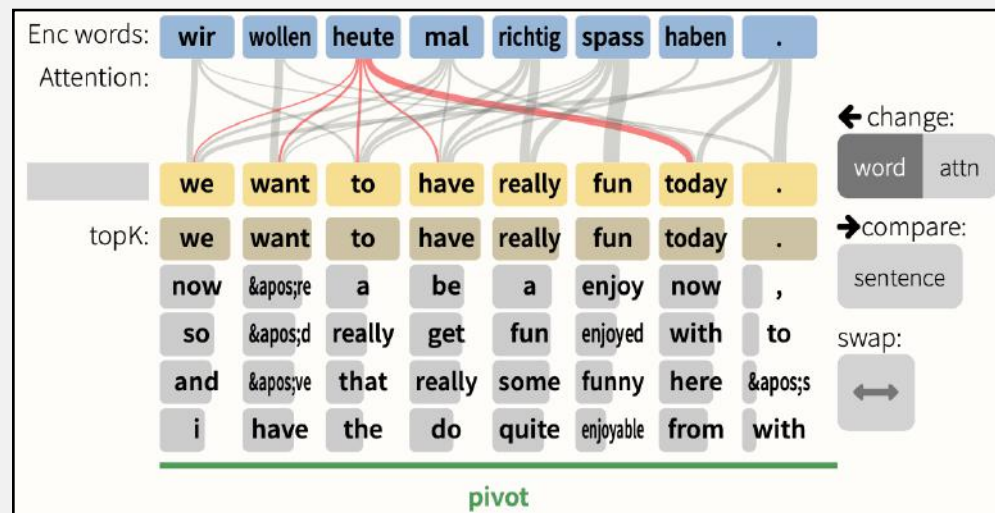 Enc words: wir wollen heute mal richtig spass haben .
Attention:
← change:
word attn
we want to have really fun today .
topK: we want to have really fun today .
→compare:
now &apos;re a be a enjoy now ,
sentence
so &apos;d really get fun enjoyed with to
swap:
and &apos;ve that really some funny here &apos;s
i have the do quite enjoyable from with
pivot